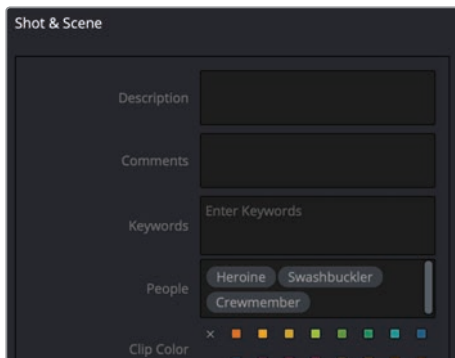 Shot & Scene
Description
Comments
Keywords
Enter Keywords
People
Heroine Swashbuckler
Crewmember
Clip Color ×